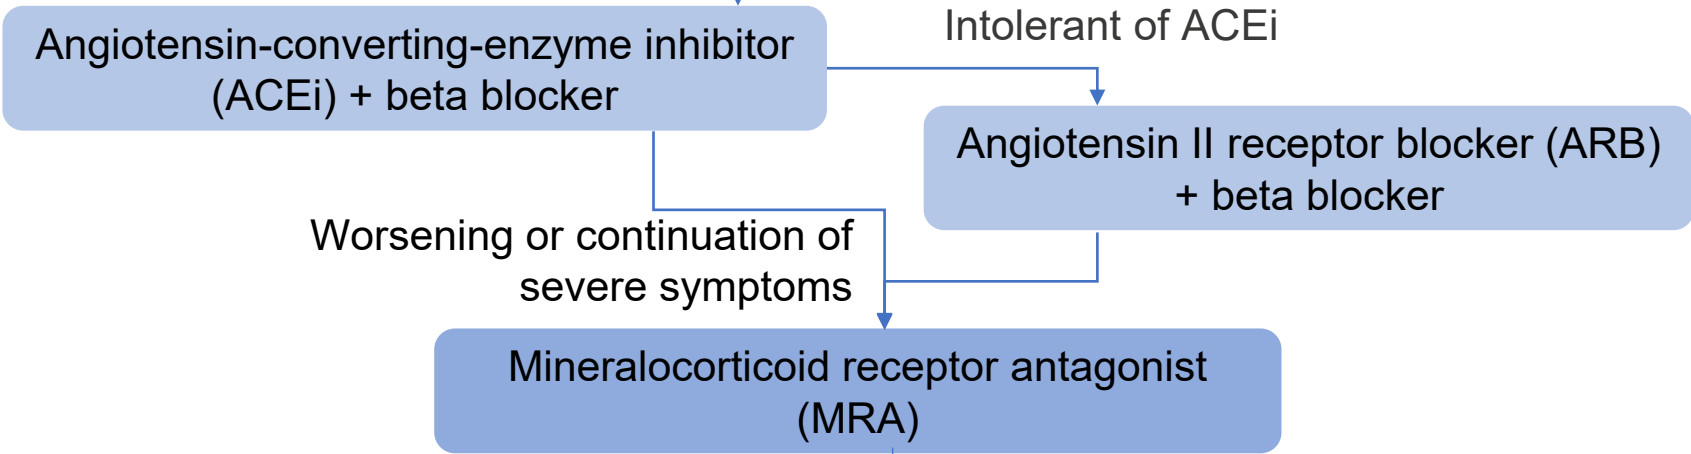 Intolerant of ACEi
Angiotensin-converting-enzyme inhibitor
(ACEi) + beta blocker
Angiotensin II receptor blocker (ARB)
+ beta blocker
Worsening or continuation of
severe symptoms
Mineralocorticoid receptor antagonist
(MRA)